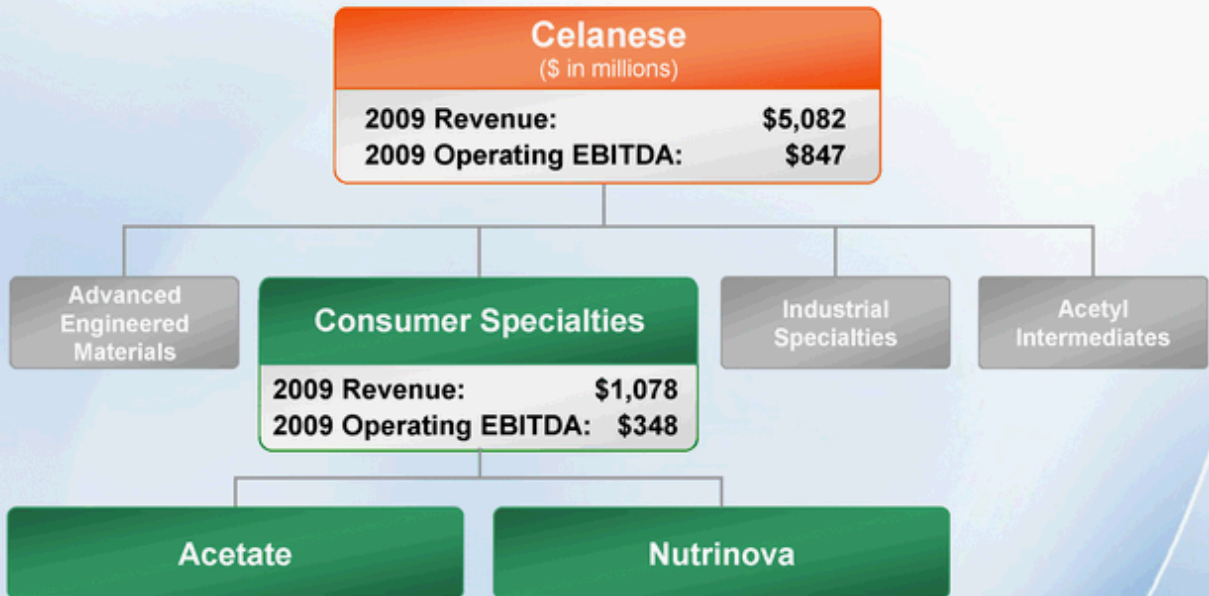 Celanese
($ in millions)
2009 Revenue: $5,082
2009 Operating EBITDA: $847
Advanced
Engineered
Materials
Consumer Specialties
2009 Revenue: $1,078
2009 Operating EBITDA: $348
Industrial
Specialties
Acetyl
Intermediates
Acetate
Nutrinova